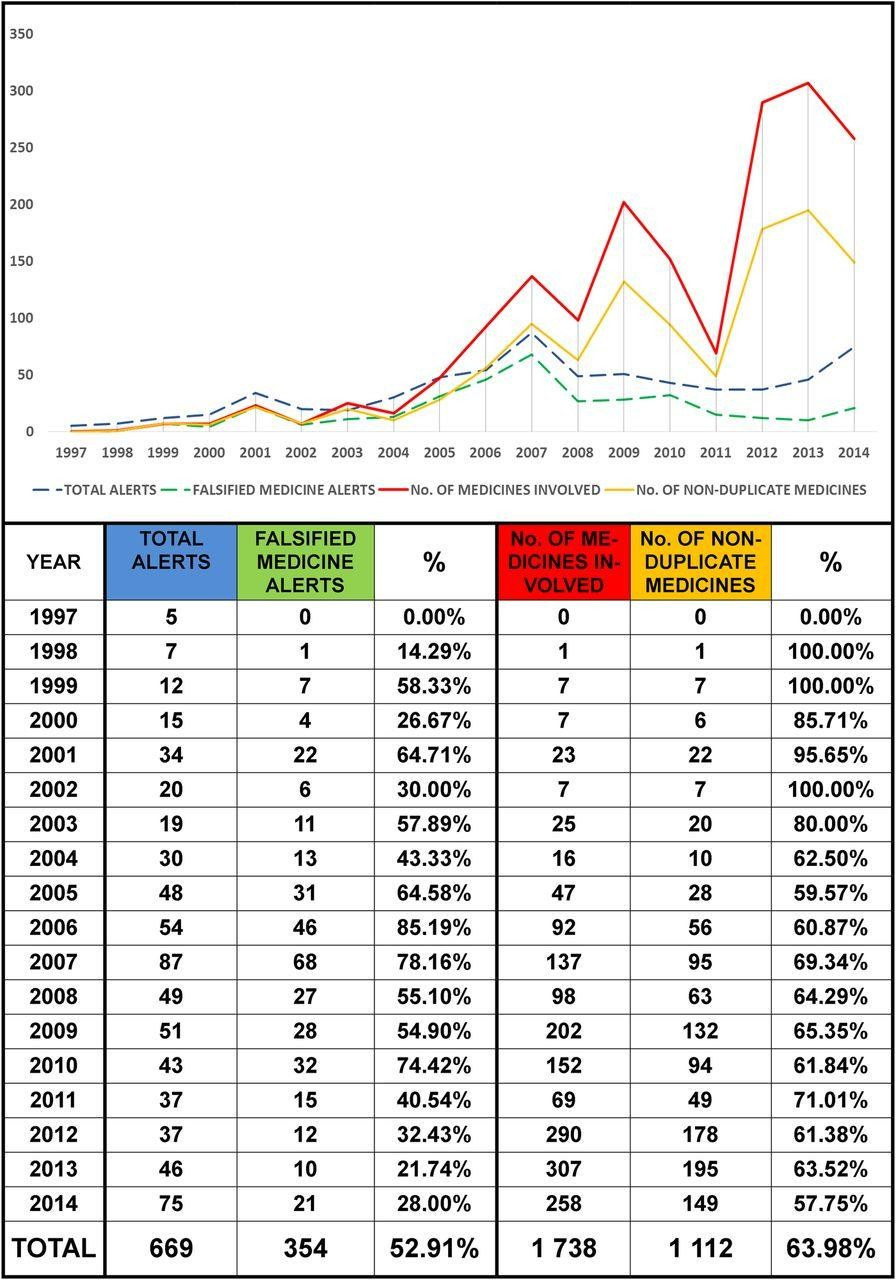 350
300
250
200
150
100
50
0
1997 1998 1999 2000 2001 2002 2003 2004 2005 2006 2007 2008 2009 2010 2011 2012 2013 2014
TOTAL ALERTS FALSIFIED MEDICINE ALERTS No. OF MEDICINES INVOLVED No. OF NON-DUPLICATE MEDICINES
YEAR
TOTAL
ALERTS
FALSIFIED
MEDICINE
ALERTS
%
No. OF ME-
DICINES IN-
VOLVED
No. OF NON-
DUPLICATE
MEDICINES
%
1997 5 0 0.00% 0 0 0.00%
1998 7 1 14.29% 1 1 100.00%
1999 12 7 58.33% 7 7 100.00%
2000 15 4 26.67% 7 6 85.71%
2001 34 22 64.71% 23 22 95.65%
2002 20 6 30.00% 7 7 100.00%
2003 19 11 57.89% 25 20 80.00%
2004 30 13 43.33% 16 10 62.50%
2005 48 31 64.58% 47 28 59.57%
2006 54 46 85.19% 92 56 60.87%
2007 87 68 78.16% 137 95 69.34%
2008 49 27 55.10% 98 63 64.29%
2009 51 28 54.90% 202 132 65.35%
2010 43 32 74.42% 152 94 61.84%
2011 37 15 40.54% 69 49 71.01%
2012 37 12 32.43% 290 178 61.38%
2013 46 10 21.74% 307 195 63.52%
2014 75 21 28.00% 258 149 57.75%
TOTAL 669 354 52.91% 1 738 1 112 63.98%